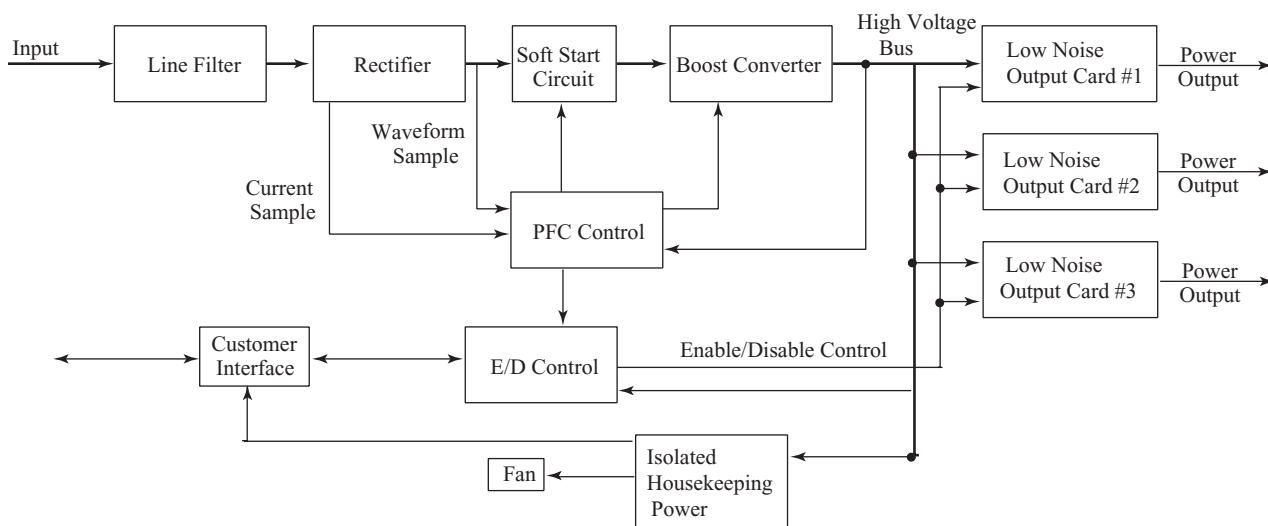 Input
Line Filter
Rectifier
Soft Start
Circuit
Boost Converter
High Voltage
Bus
Low Noise
Output Card #1
Power
Output
Waveform
Sample
Current
Sample
PFC Control
Low Noise
Output Card #2
Power
Output
Low Noise
Output Card #3
Power
Output
Customer
Interface
E/D Control
Enable/Disable Control
Fan
Isolated
Housekeeping
Power